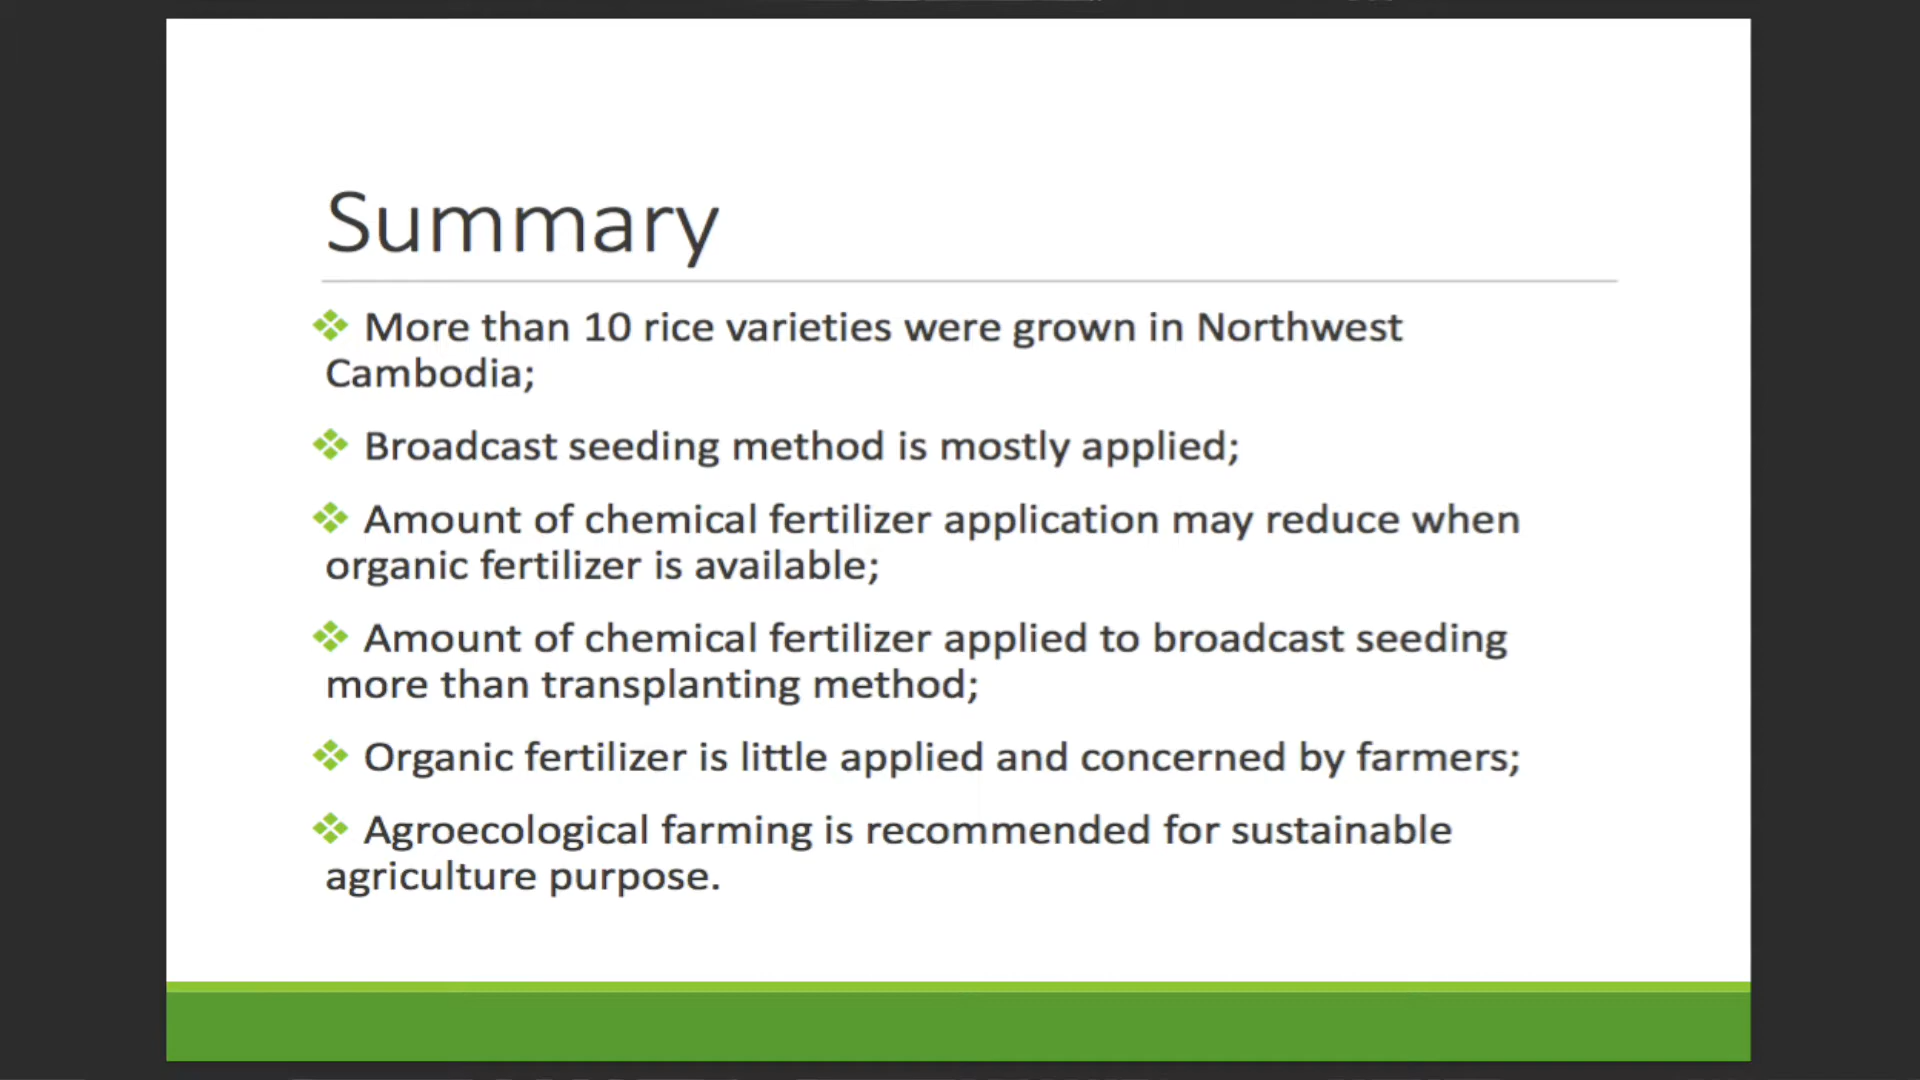 Summary
❖ More than 10 rice varieties were grown in Northwest
Cambodia;
❖ Broadcast seeding method is mostly applied;
❖ Amount of chemical fertilizer application may reduce when
organic fertilizer is available;
❖ Amount of chemical fertilizer applied to broadcast seeding
more than transplanting method;
❖ Organic fertilizer is little applied and concerned by farmers;
❖ Agroecological farming is recommended for sustainable
agriculture purpose.